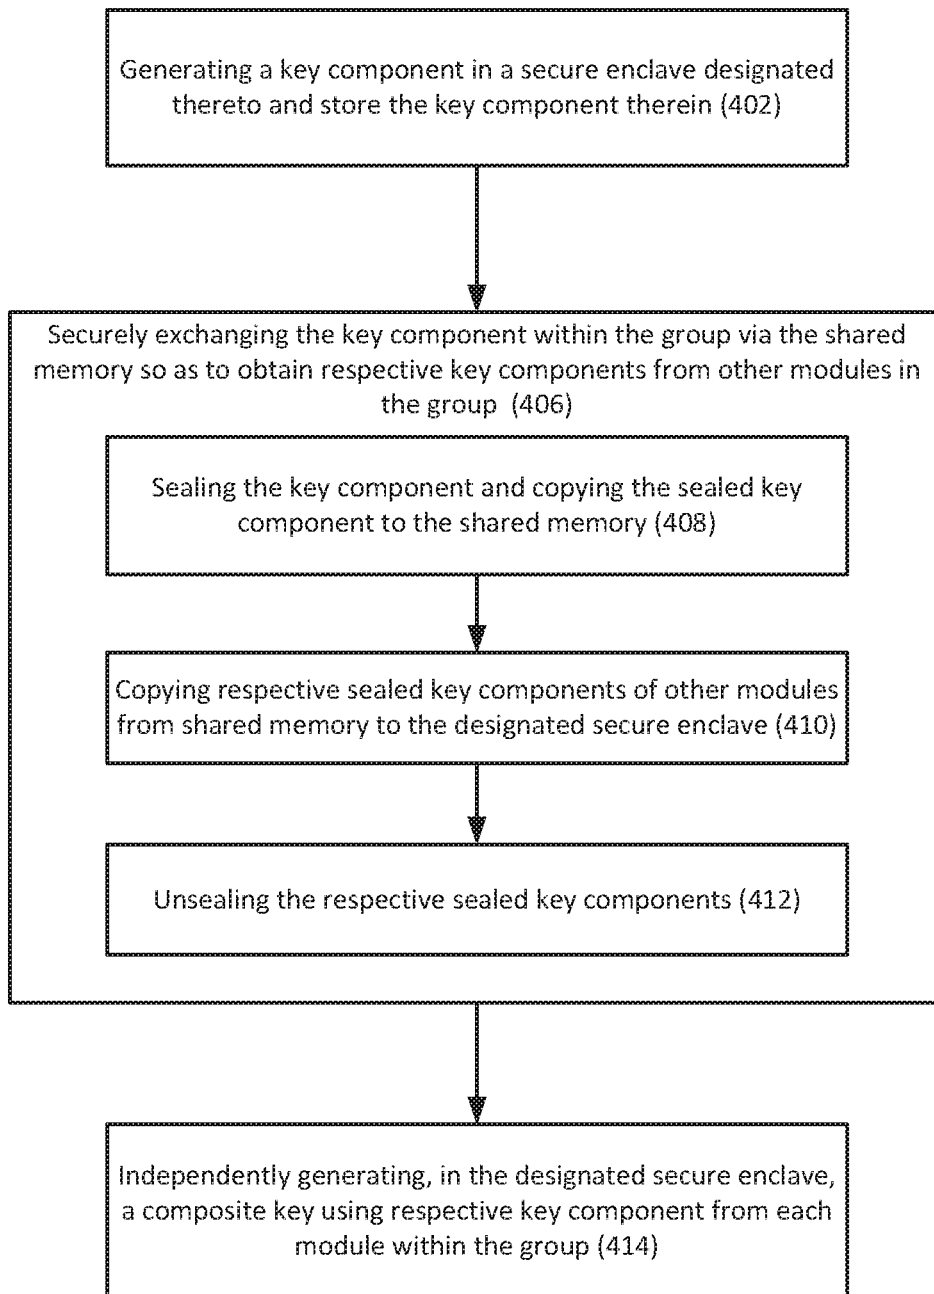 Generating a key component in a secure enclave designated
thereto and store the key component therein (402)
Securely exchanging the key component within the group via the shared
memory so as to obtain respective key components from other modules in
the group (406)
Sealing the key component and copying the sealed key
component to the shared memory (408)
Copying respective sealed key components of other modules
from shared memory to the designated secure enclave (410)
Unsealing the respective sealed key components (412)
Independently generating, in the designated secure enclave,
a composite key using respective key component from each
module within the group (414)